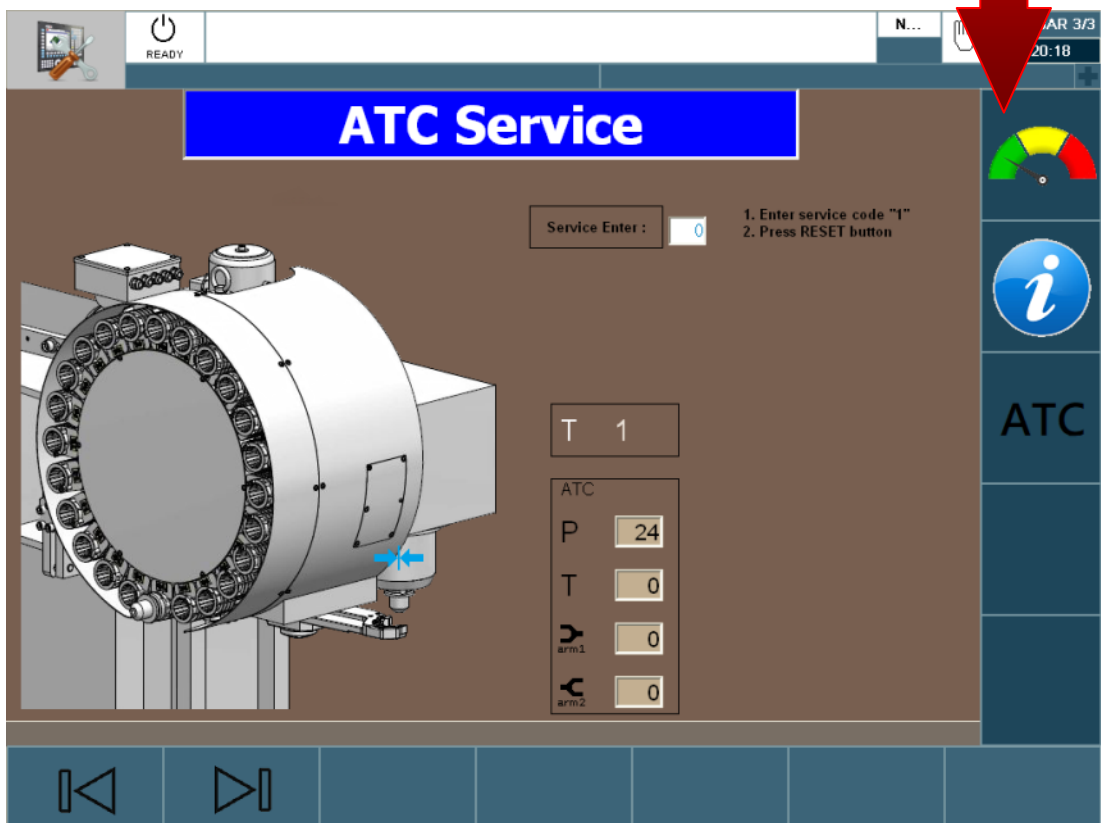 READY
N...
AR 3/3
20:18
ATC Service
Service Enter :
0
1. Enter service code "1"
2. Press RESET button
ATC
T 1
ATC
P 24
T 0
arm1 0
arm2 0